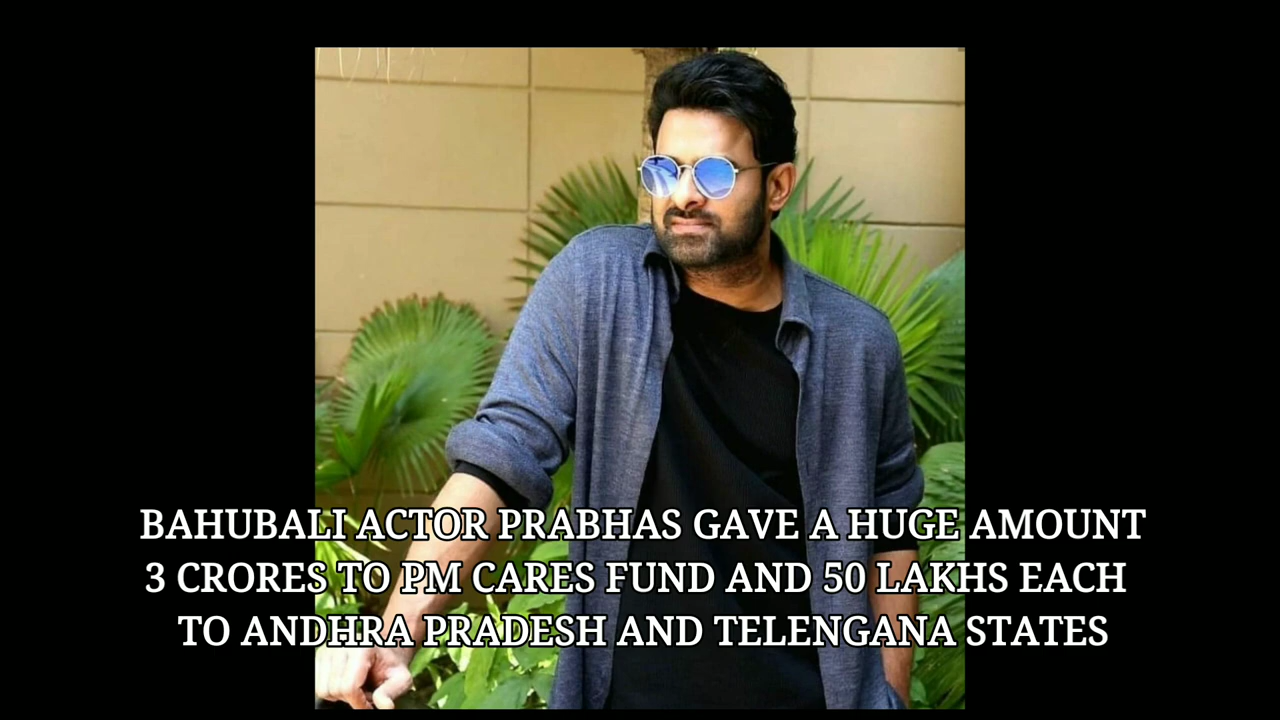 BAHUBALI ACTOR PRABHAS GAVE A HUGE AMOUNT
3 CRORES TO PM CARES FUND AND 50 LAKHS EACH
TO ANDHRA PRADESH AND TELENGANA STATES